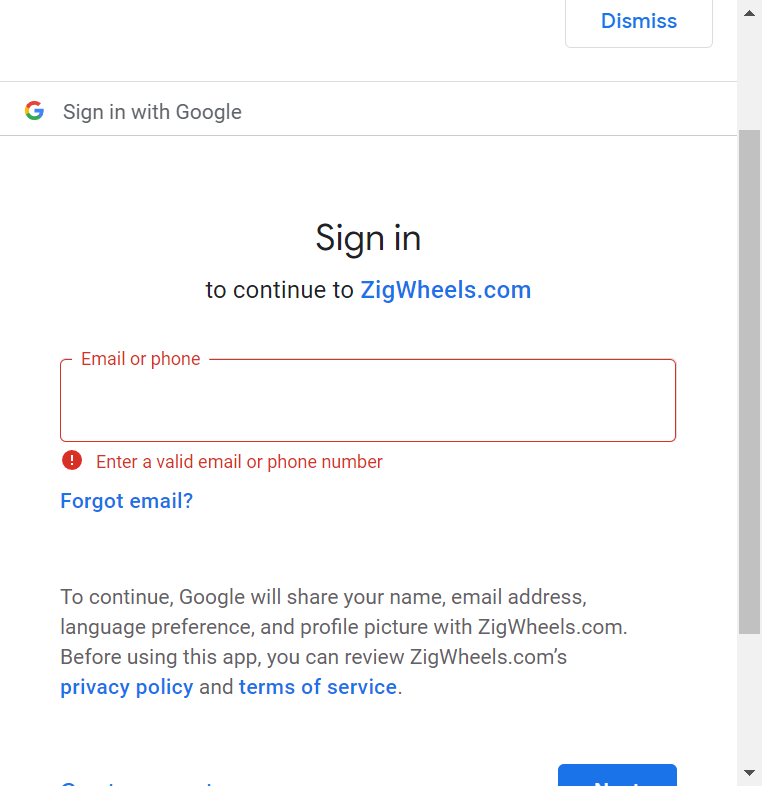 Dismiss
Sign in with Google
Sign in
to continue to ZigWheels.com
Email or phone
Enter a valid email or phone number
Forgot email?
To continue, Google will share your name, email address,
language preference, and profile picture with ZigWheels.com.
Before using this app, you can review ZigWheels.com’s
privacy policy and terms of service.